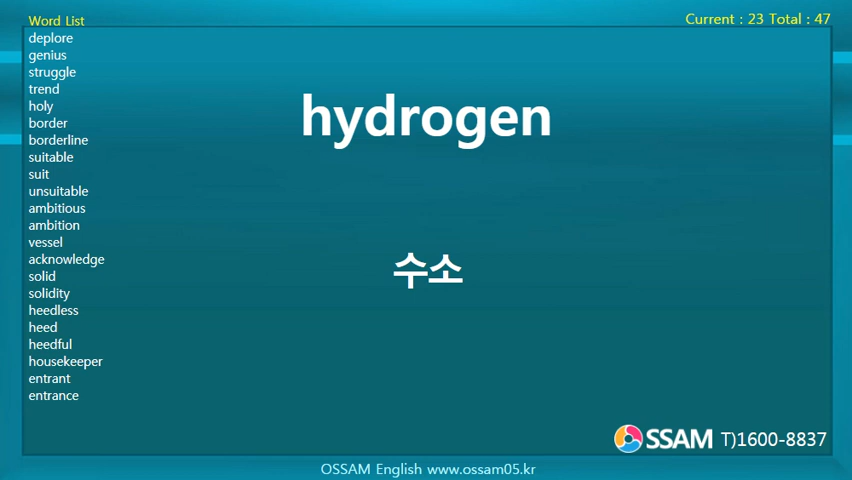 Word List
Current : 23 Total : 47
deplore
genius
struggle
trend
holy
border
borderline
suitable
suit
unsuitable
ambitious
ambition
vessel
acknowledge
solid
solidity
heedless
heed
heedful
housekeeper
entrant
entrance
hydrogen
수소
OSSAM T)1600-8837
OSSAM English www.ossam05.kr